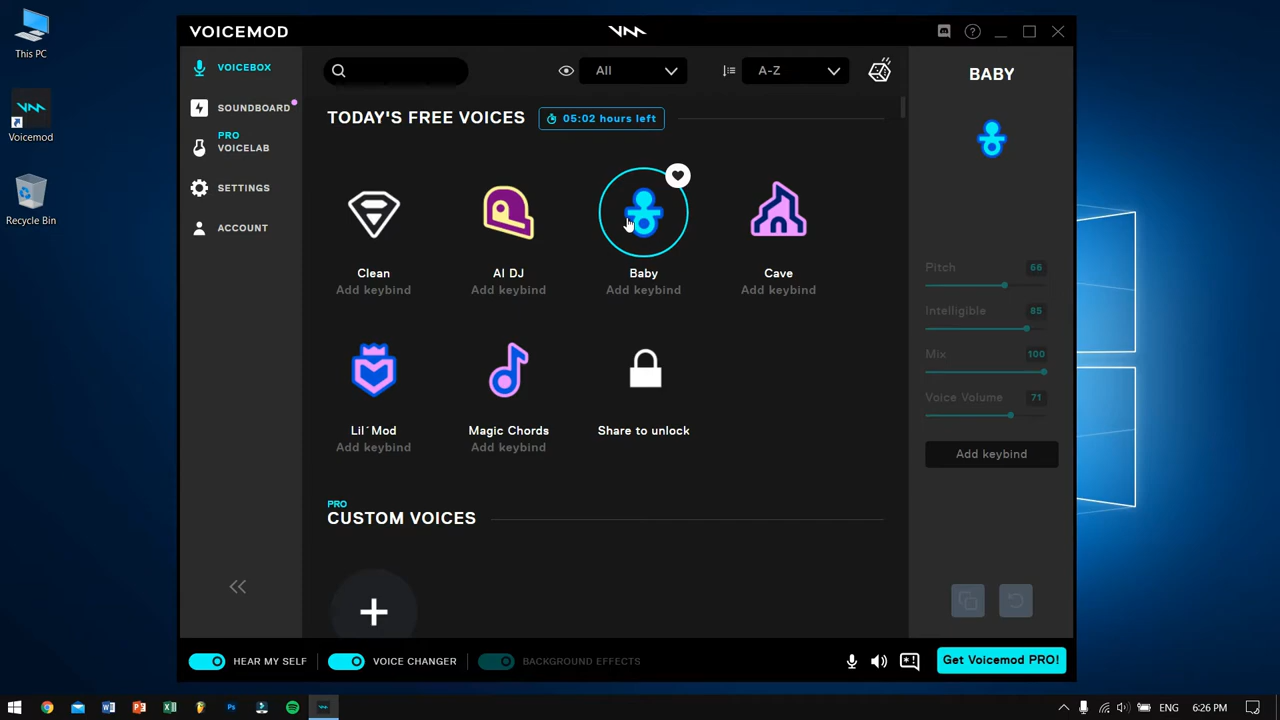 This PC
Voicemod
Recycle Bin
VOICEMOD
VOICEBOX
SOUNDBOARD
PRO
VOICELAB
SETTINGS
ACCOUNT
All
A-Z
TODAY'S FREE VOICES
05:02 hours left
Clean
Add keybind
AI DJ
Add keybind
Baby
Add keybind
Cave
Add keybind
Lil´Mod
Add keybind
Magic Chords
Add keybind
Share to unlock
PRO
CUSTOM VOICES
BABY
Pitch 66
Intelligible 85
Mix 100
Voice Volume 71
Add keybind
HEAR MY SELF
VOICE CHANGER
BACKGROUND EFFECTS
Get Voicemod PRO!
ENG
6:26 PM